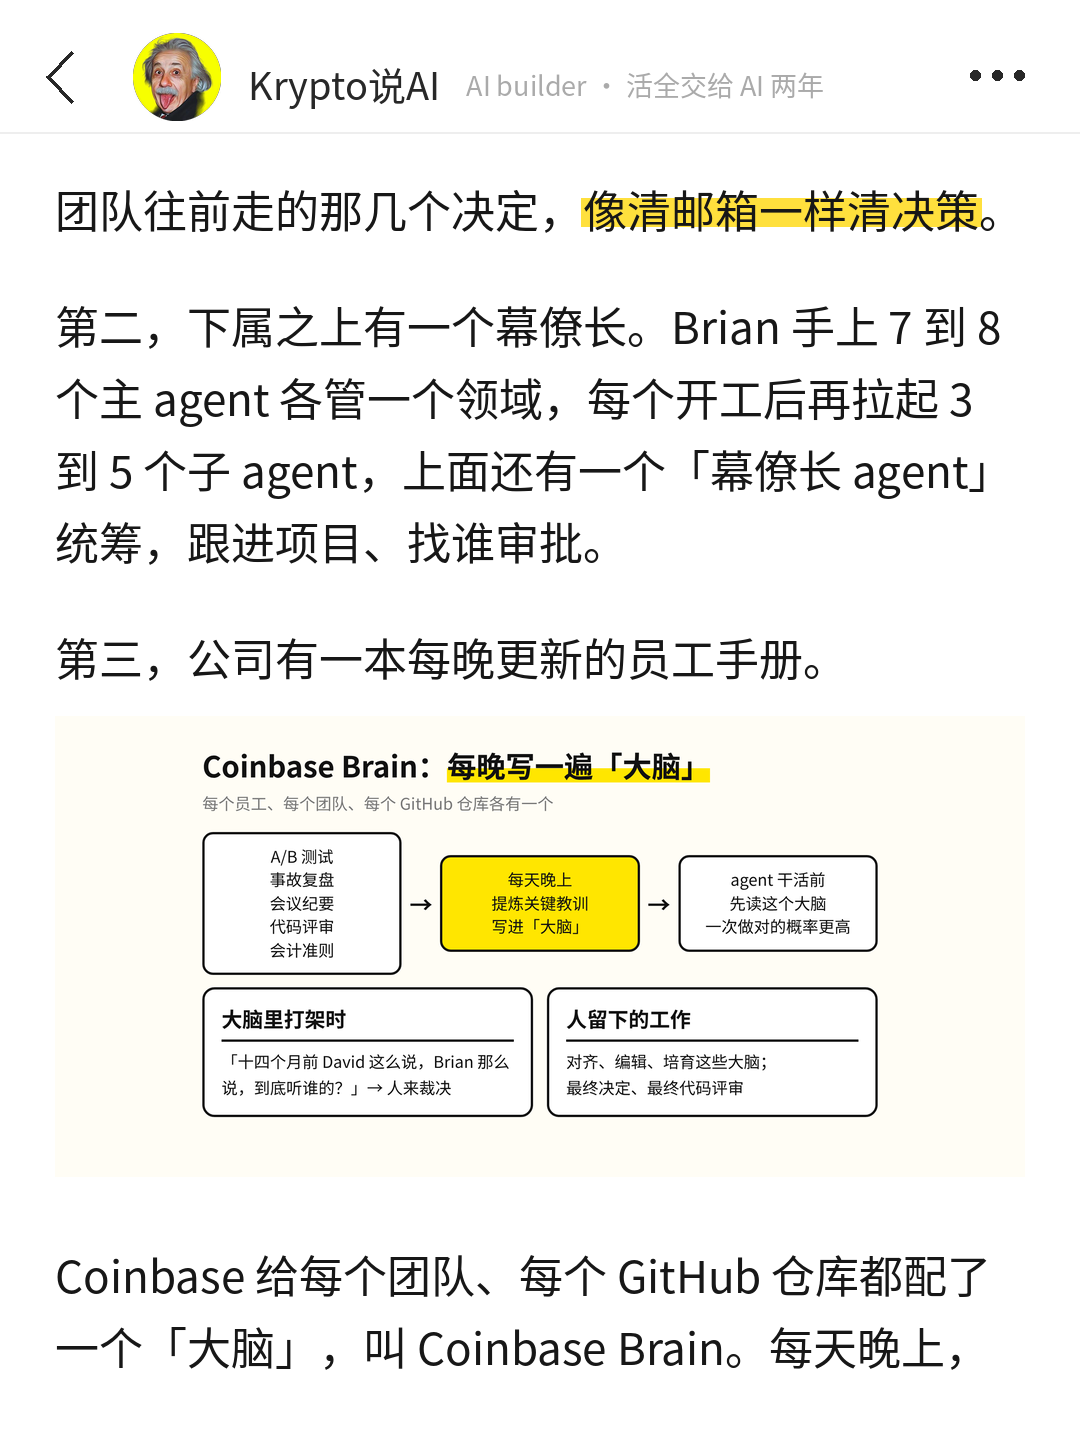 Krypto说AI AI builder · 活全交给 AI 两年
团队往前走的那几个决定，像清邮箱一样清决策。
第二，下属之上有一个幕僚长。Brian 手上 7 到 8
个主 agent 各管一个领域，每个开工后再拉起 3
到 5 个子 agent，上面还有一个「幕僚长 agent」
统筹，跟进项目、找谁审批。
第三，公司有一本每晚更新的员工手册。
Coinbase Brain：每晚写一遍「大脑」
每个员工、每个团队、每个 GitHub 仓库各有一个
A/B 测试
事故复盘
会议纪要
代码评审
会计准则
→
每天晚上
提炼关键教训
写进「大脑」
→
agent 干活前
先读这个大脑
一次做对的概率更高
大脑里打架时
「十四个月前 David 这么说，Brian 那么
说，到底听谁的？」→ 人来裁决
人留下的工作
对齐、编辑、培育这些大脑；
最终决定、最终代码评审
Coinbase 给每个团队、每个 GitHub 仓库都配了
一个「大脑」，叫 Coinbase Brain。每天晚上，